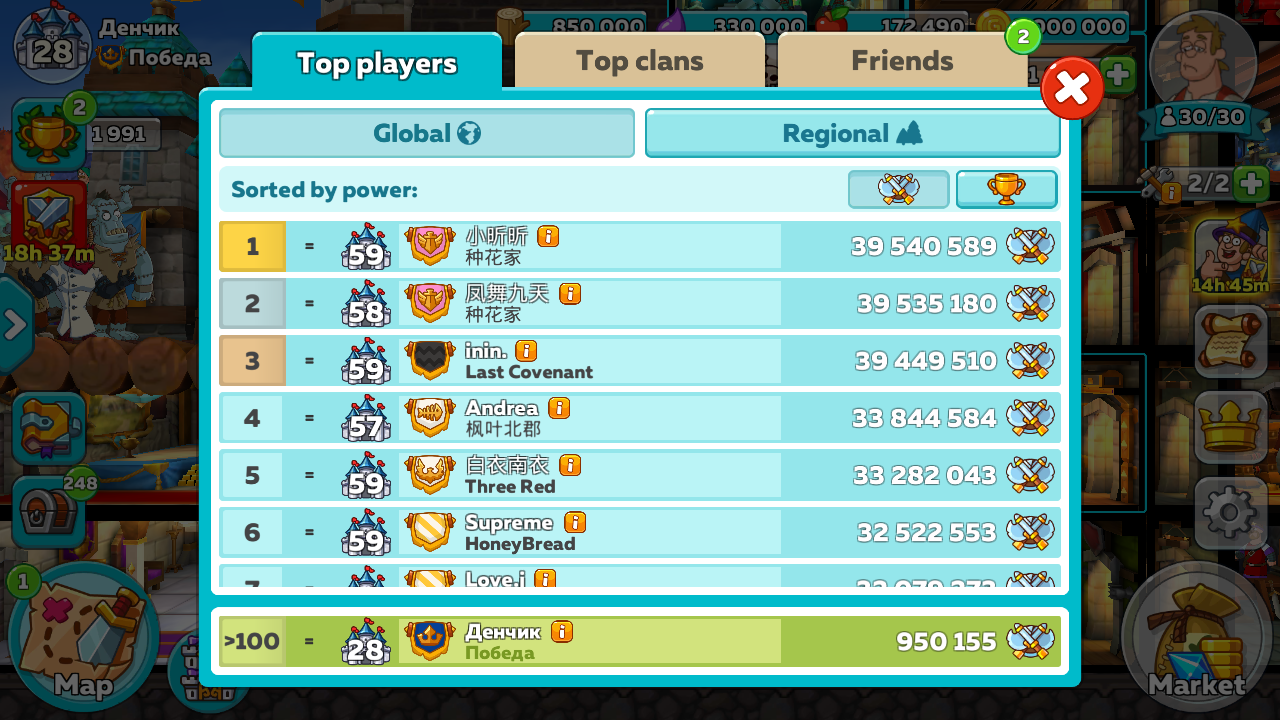 28
Денчик
Победа
850 000
330 000
172 490
000 000
2
Top players
Top clans
Friends
2
1 991
30/30
Global
Regional
Sorted by power:
2/2
18h 37m
14h 45m
1 = 59 小昕昕 39 540 589
种花家
2 = 58 凤舞九天 39 535 180
种花家
3 = 59 inin. 39 449 510
Last Covenant
4 = 57 Andrea 33 844 584
枫叶北郡
5 = 59 白衣南衣 33 282 043
Three Red
6 = 59 Supreme 32 522 553
HoneyBread
248
7 Love.i
1
>100 = 28 Денчик 950 155
Победа
Map
Market